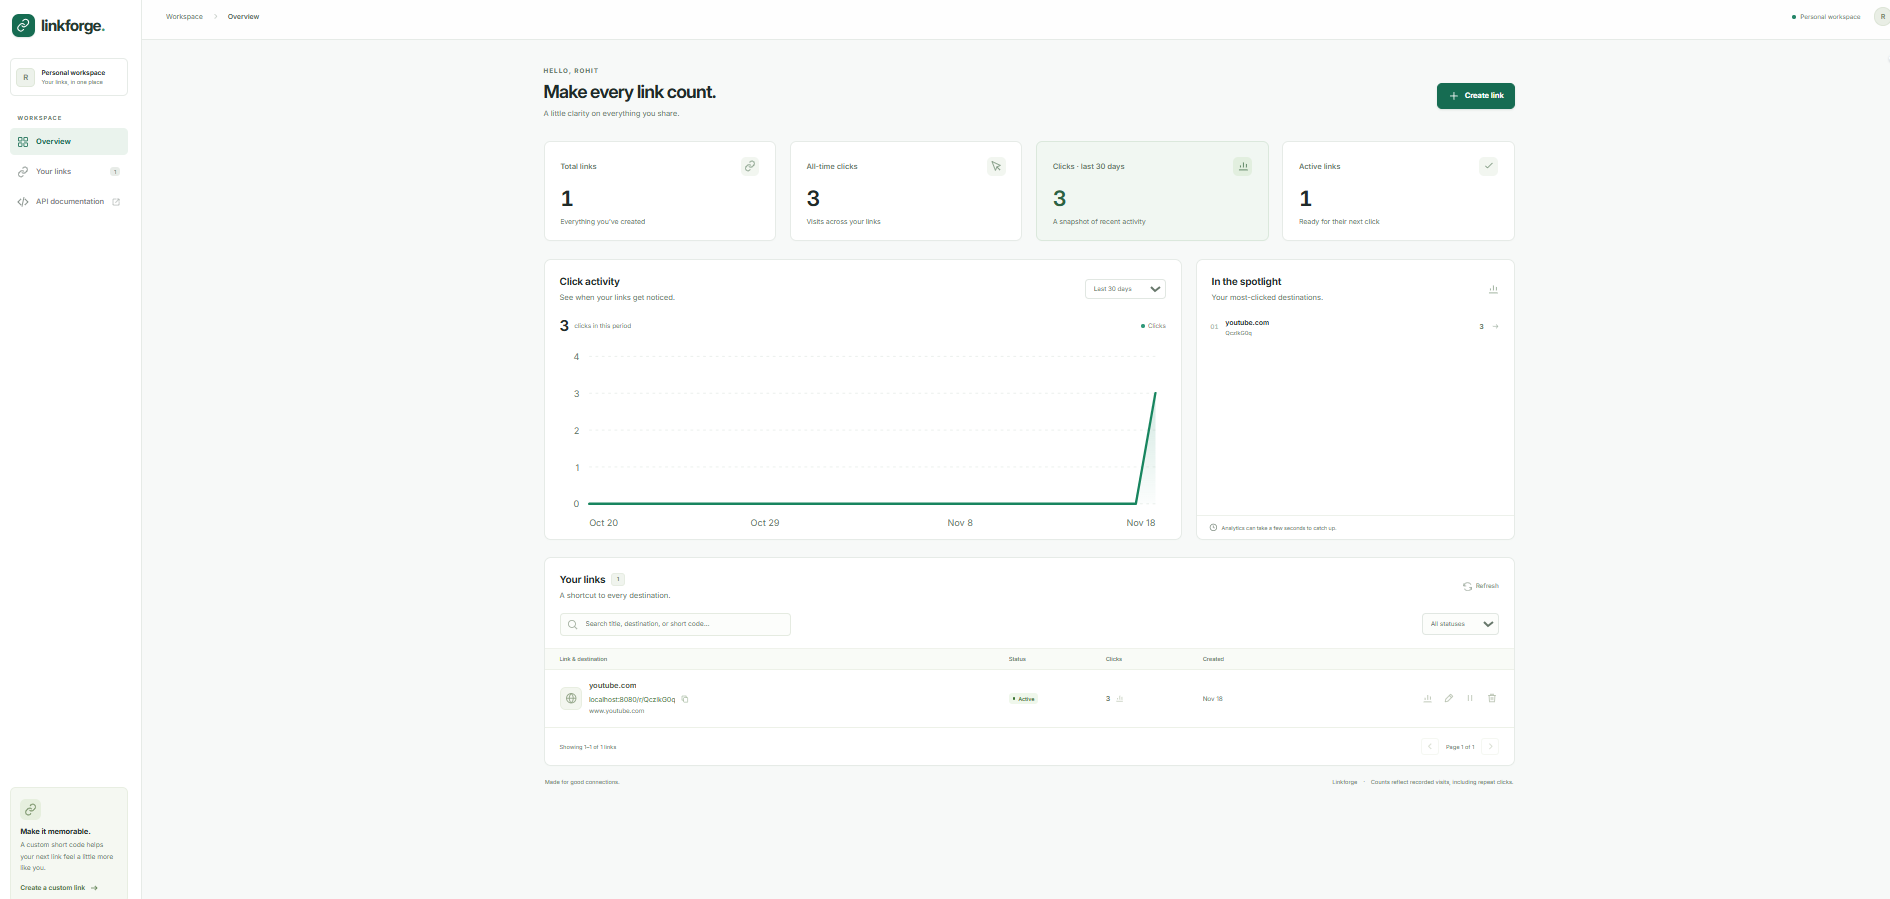 linkforge.
Workspace > Overview
Personal workspace
R
R
Personal workspace
Your links, in one place
WORKSPACE
Overview
Your links 1
API documentation
HELLO, ROHIT
Make every link count.
A little clarity on everything you share.
+ Create link
Total links
1
Everything you've created
All-time clicks
3
Visits across your links
Clicks · last 30 days
3
A snapshot of recent activity
Active links
1
Ready for their next click
Click activity
See when your links get noticed.
Last 30 days
3 clicks in this period
Clicks
4
3
2
1
0
Oct 20 Oct 29 Nov 8 Nov 18
In the spotlight
Your most-clicked destinations.
01 youtube.com 3
QczikG0q
Analytics can take a few seconds to catch up.
Your links 1
A shortcut to every destination.
Refresh
Search title, destination, or short code...
All statuses
Link & destination Status Clicks Created
youtube.com
localhost:8080/r/QczikG0q
www.youtube.com
Active
3
Nov 18
Showing 1–1 of 1 links
Page 1 of 1
Made for good connections.
Linkforge · Counts reflect recorded visits, including repeat clicks.
Make it memorable.
A custom short code helps
your next link feel a little more
like you.
Create a custom link →